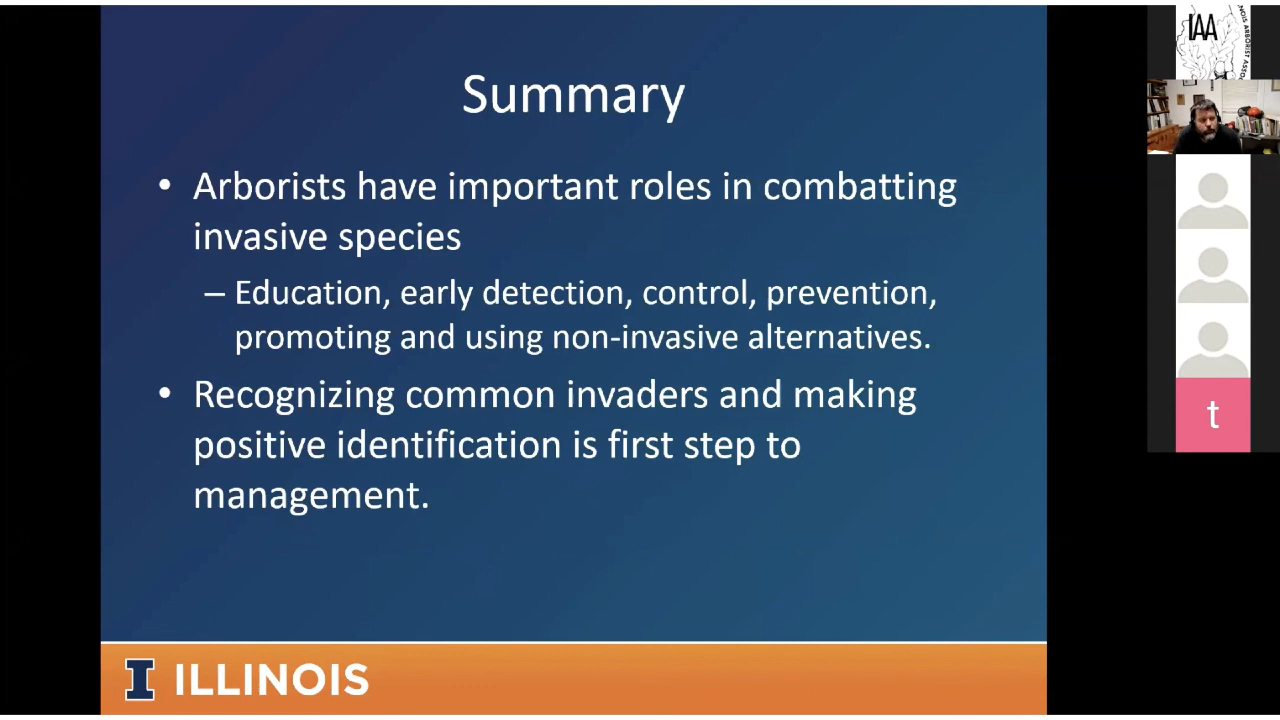 Summary
• Arborists have important roles in combatting
invasive species
– Education, early detection, control, prevention,
promoting and using non-invasive alternatives.
• Recognizing common invaders and making
positive identification is first step to
management.
I ILLINOIS
IAA
t